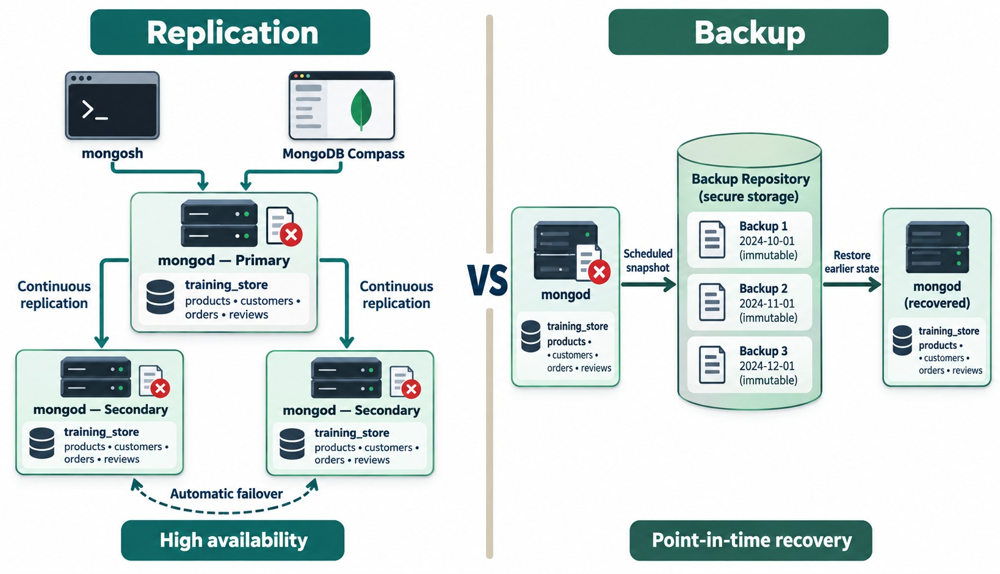 Replication
>_
mongosh
MongoDB Compass
mongod — Primary
training_store
products • customers •
orders • reviews
Continuous
replication
Continuous
replication
mongod — Secondary
training_store
products • customers •
orders • reviews
mongod — Secondary
training_store
products • customers •
orders • reviews
Automatic failover
High availability
VS
Backup
mongod
training_store
products •
• customers •
orders • reviews
Scheduled
snapshot
Backup Repository
(secure storage)
Backup 1
2024-10-01
(immutable)
Backup 2
2024-11-01
(immutable)
Backup 3
2024-12-01
(immutable)
Restore
earlier state
mongod
(recovered)
training_store
products •
• customers •
orders • reviews
Point-in-time recovery